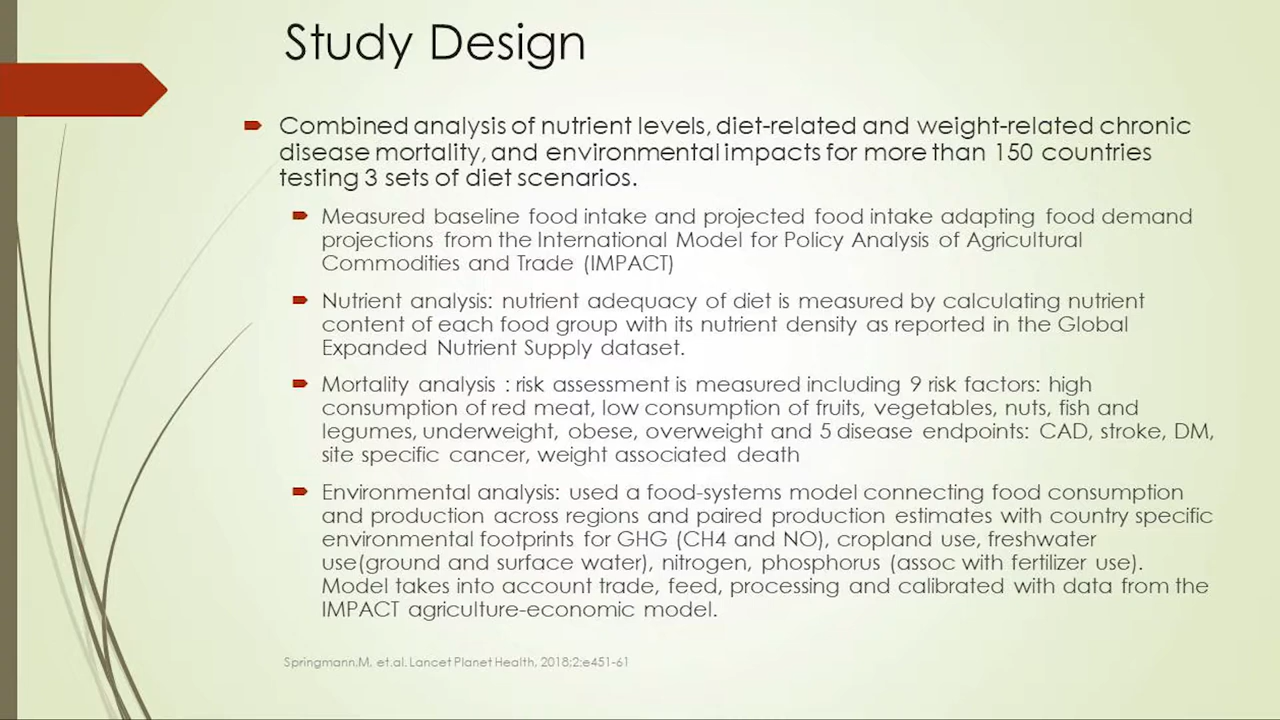 Study Design
Combined analysis of nutrient levels, diet-related and weight-related chronic
disease mortality, and environmental impacts for more than 150 countries
testing 3 sets of diet scenarios.
Measured baseline food intake and projected food intake adapting food demand
projections from the International Model for Policy Analysis of Agricultural
Commodities and Trade (IMPACT)
Nutrient analysis: nutrient adequacy of diet is measured by calculating nutrient
content of each food group with its nutrient density as reported in the Global
Expanded Nutrient Supply dataset.
Mortality analysis : risk assessment is measured including 9 risk factors: high
consumption of red meat, low consumption of fruits, vegetables, nuts, fish and
legumes, underweight, obese, overweight and 5 disease endpoints: CAD, stroke, DM,
site specific cancer, weight associated death
Environmental analysis: used a food-systems model connecting food consumption
and production across regions and paired production estimates with country specific
environmental footprints for GHG (CH4 and NO), cropland use, freshwater
use(ground and surface water), nitrogen, phosphorus (assoc with fertilizer use).
Model takes into account trade, feed, processing and calibrated with data from the
IMPACT agriculture-economic model.
Springmann.M, et.al. Lancet Planet Health, 2018;2:e451-61